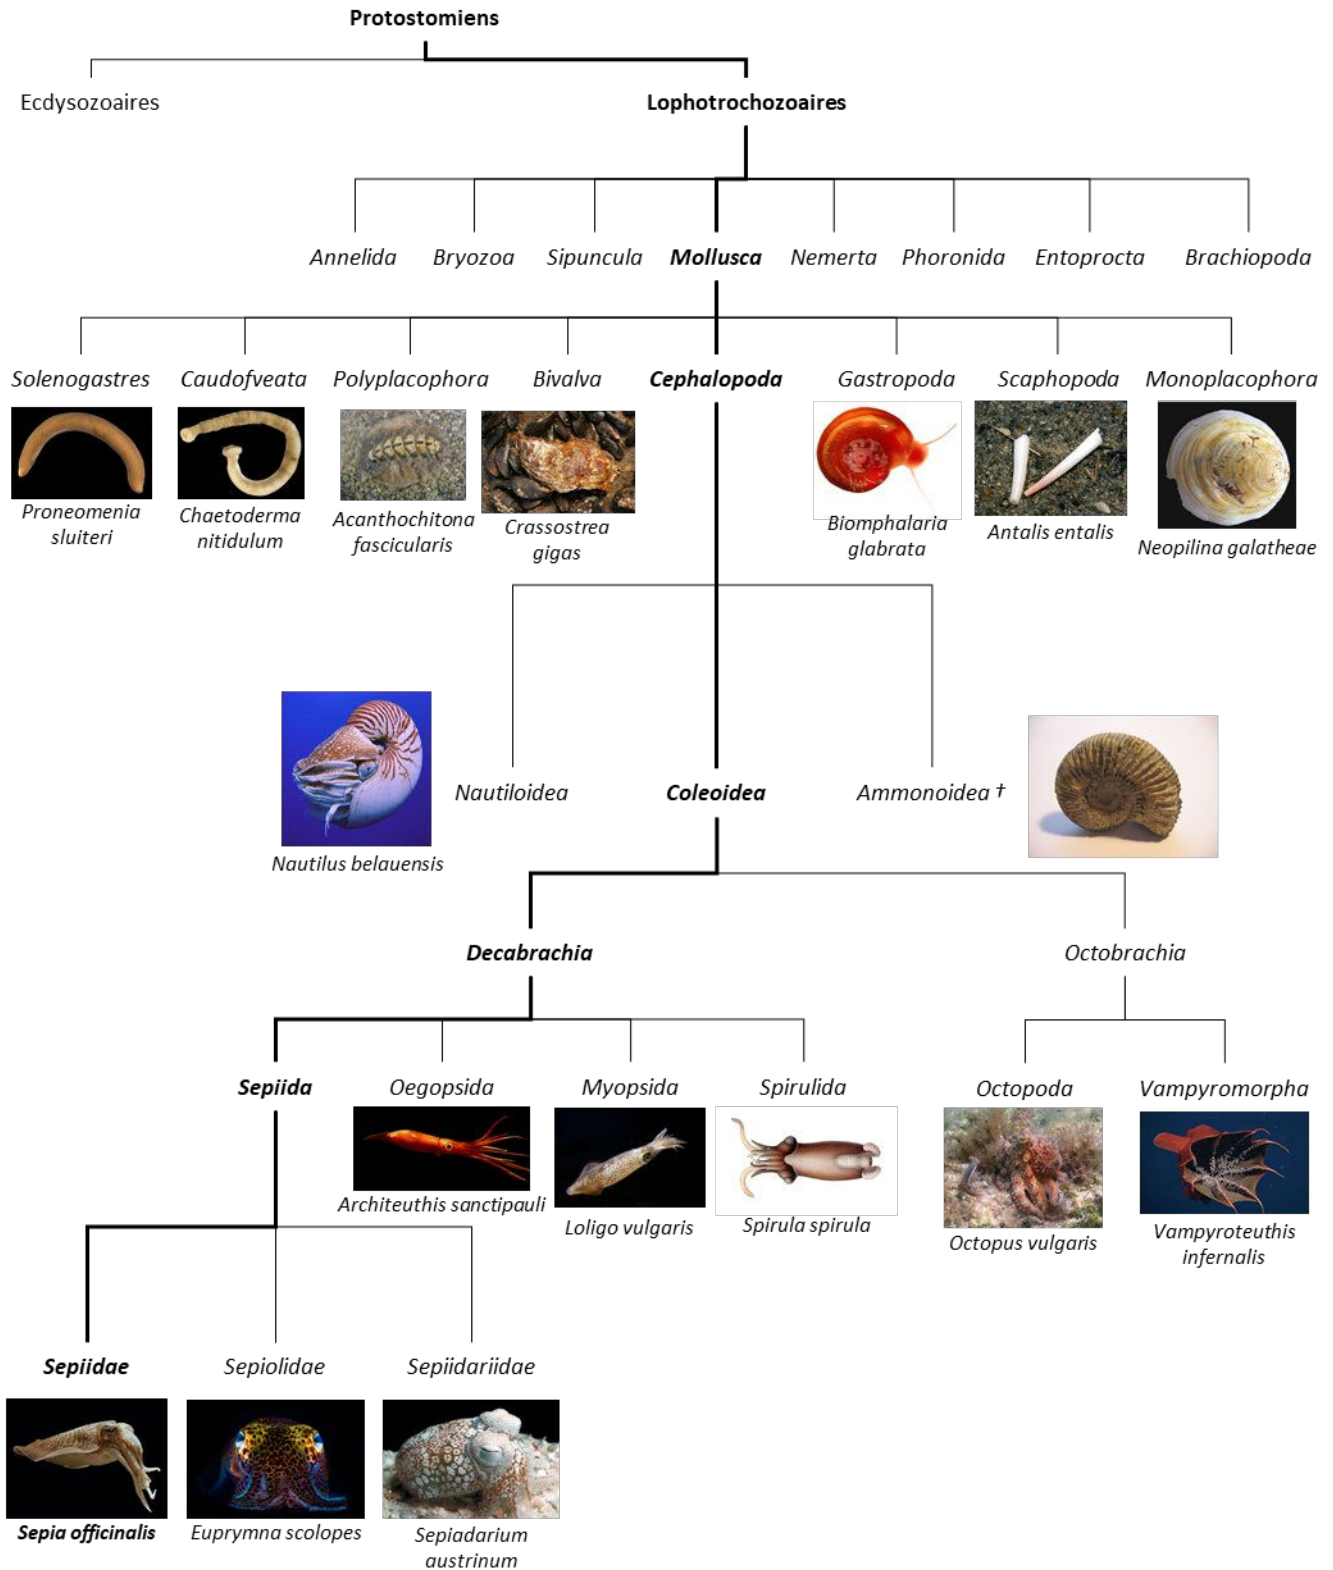 Protostomiens
Ecdysozoaires
Lophotrochozoaires
Annelida
Bryozoa
Sipuncula
Mollusca
Nemerta
Phoronida
Entoprocta
Brachiopoda
Solenogastres
Caudofveata
Polyplacophora
Bivalva
Cephalopoda
Gastropoda
Scaphopoda
Monoplacophora
Proneomenia
sluiteri
Chaetoderma
nitidulum
Acanthochitona
fascicularis
Crassostrea
gigas
Biomphalaria
glabrata
Antalis entalis
Neopilina galatheae
Nautilus belauensis
Nautiloidea
Coleoidea
Ammonoidea †
Decabrachia
Octobrachia
Sepiida
Oegopsida
Myopsida
Spirulida
Octopoda
Vampyromorpha
Architeuthis sanctipauli
Loligo vulgaris
Spirula spirula
Octopus vulgaris
Vampyroteuthis
infernalis
Sepiidae
Sepiolidae
Sepiidariidae
Sepia officinalis
Euprymna scolopes
Sepiadarium
austrinum